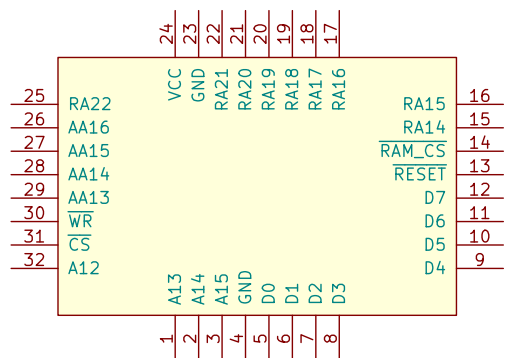 24 23 22 21 20 19 18 17
VCC GND RA21 RA20 RA19 RA18 RA17 RA16
25 RA22 RA15 16
26 AA16 RA14 15
27 AA15 RAM_CS 14
28 AA14 RESET 13
29 AA13 D7 12
30 WR D6 11
31 CS D5 10
32 A12 D4 9
A13 A14 A15 GND D0 D1 D2 D3
1 2 3 4 5 6 7 8